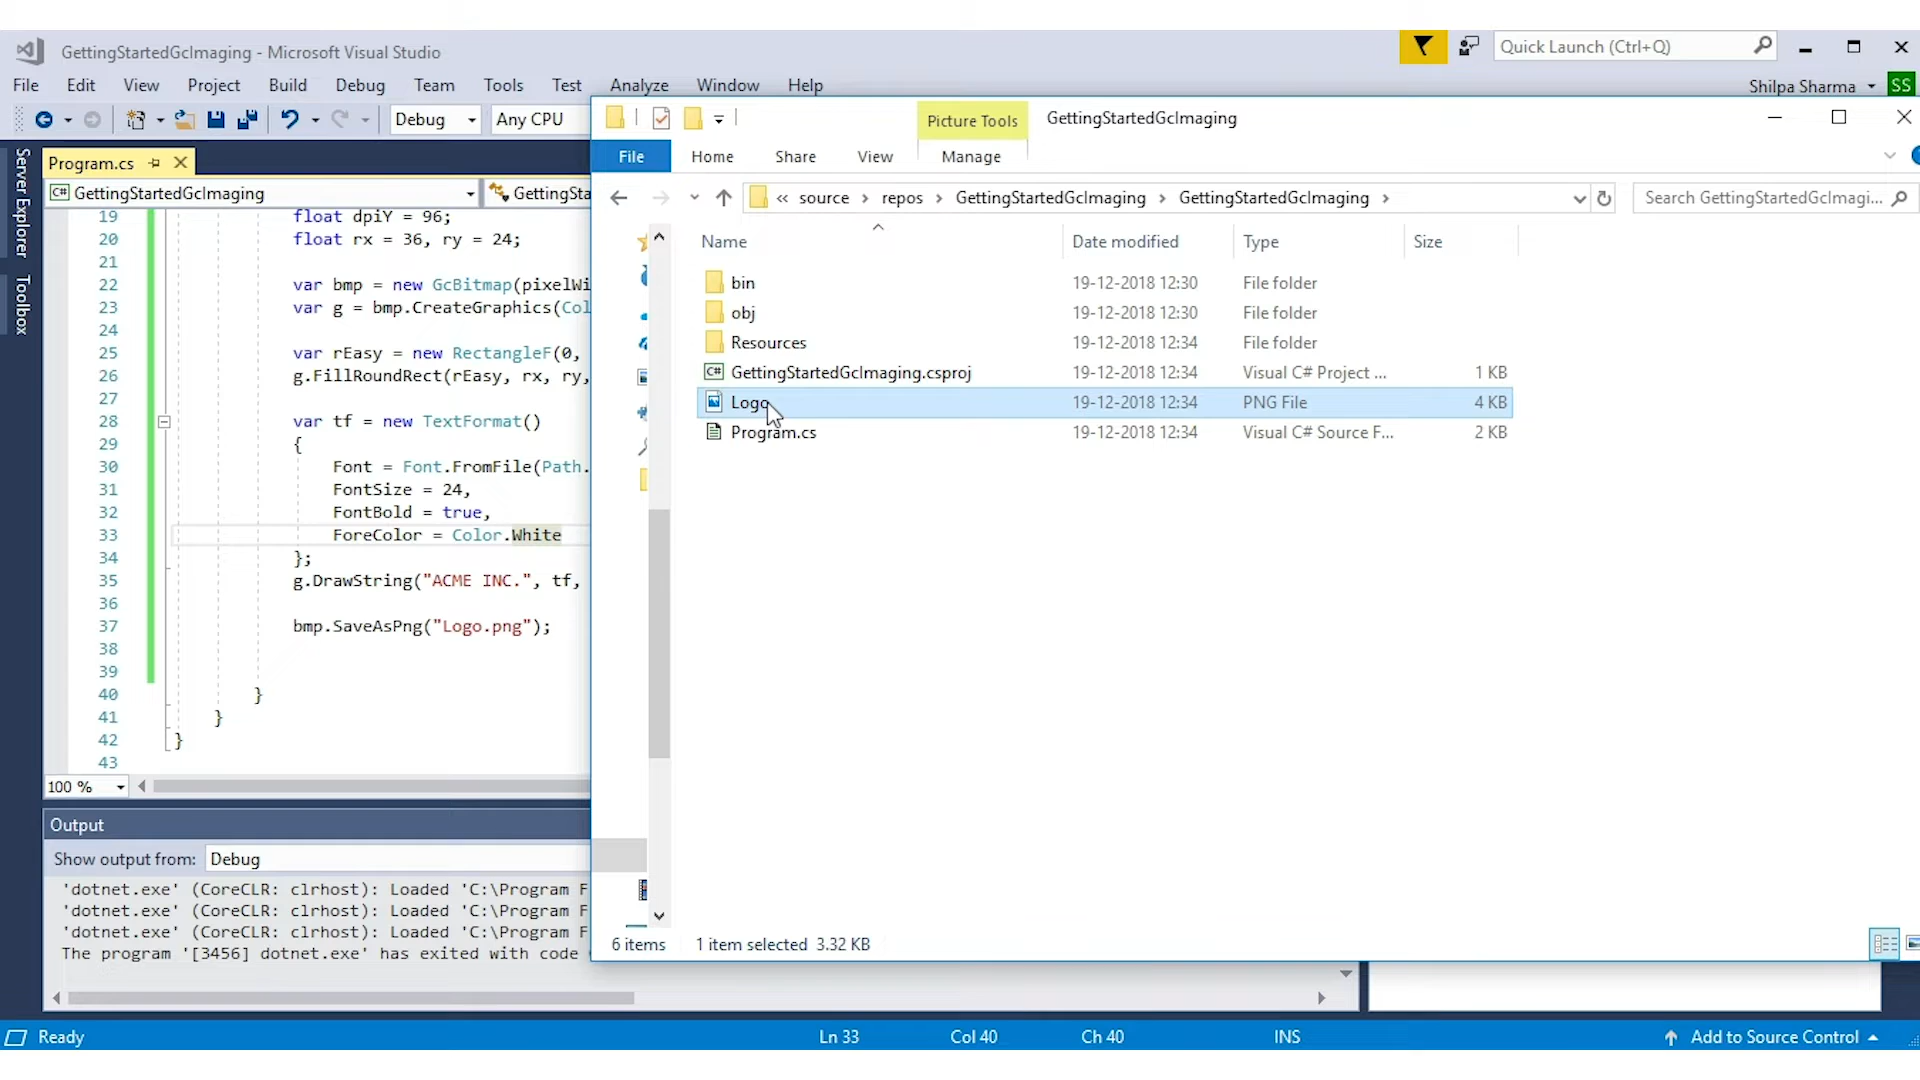 GettingStartedGcImaging - Microsoft Visual Studio
Quick Launch (Ctrl+Q)
File Edit View Project Build Debug Team Tools Test Analyze Window Help
Shilpa Sharma SS
Debug Any CPU
Picture Tools GettingStartedGcImaging
File Home Share View Manage
Server Explorer
Toolbox
Program.cs
C# GettingStartedGcImaging GettingSta
« source repos GettingStartedGcImaging GettingStartedGcImaging
Search GettingStartedGcImagi...
19 float dpiY = 96;
20 float rx = 36, ry = 24;
21
22 var bmp = new GcBitmap(pixelWi
23 var g = bmp.CreateGraphics(Col
24
25 var rEasy = new RectangleF(0,
26 g.FillRoundRect(rEasy, rx, ry,
27
28 var tf = new TextFormat()
29 {
30 Font = Font.FromFile(Path.
31 FontSize = 24,
32 FontBold = true,
33 ForeColor = Color.White
34 };
35 g.DrawString("ACME INC.", tf,
36
37 bmp.SaveAsPng("Logo.png");
38
39
40 }
41 }
42 }
43
100 %
Name Date modified Type Size
bin 19-12-2018 12:30 File folder
obj 19-12-2018 12:30 File folder
Resources 19-12-2018 12:34 File folder
C# GettingStartedGcImaging.csproj 19-12-2018 12:34 Visual C# Project ... 1 KB
Logo 19-12-2018 12:34 PNG File 4 KB
Program.cs 19-12-2018 12:34 Visual C# Source F... 2 KB
6 items 1 item selected 3.32 KB
Output
Show output from: Debug
'dotnet.exe' (CoreCLR: clrhost): Loaded 'C:\Program F
'dotnet.exe' (CoreCLR: clrhost): Loaded 'C:\Program F
'dotnet.exe' (CoreCLR: clrhost): Loaded 'C:\Program F
The program '[3456] dotnet.exe' has exited with code
Ready Ln 33 Col 40 Ch 40 INS Add to Source Control